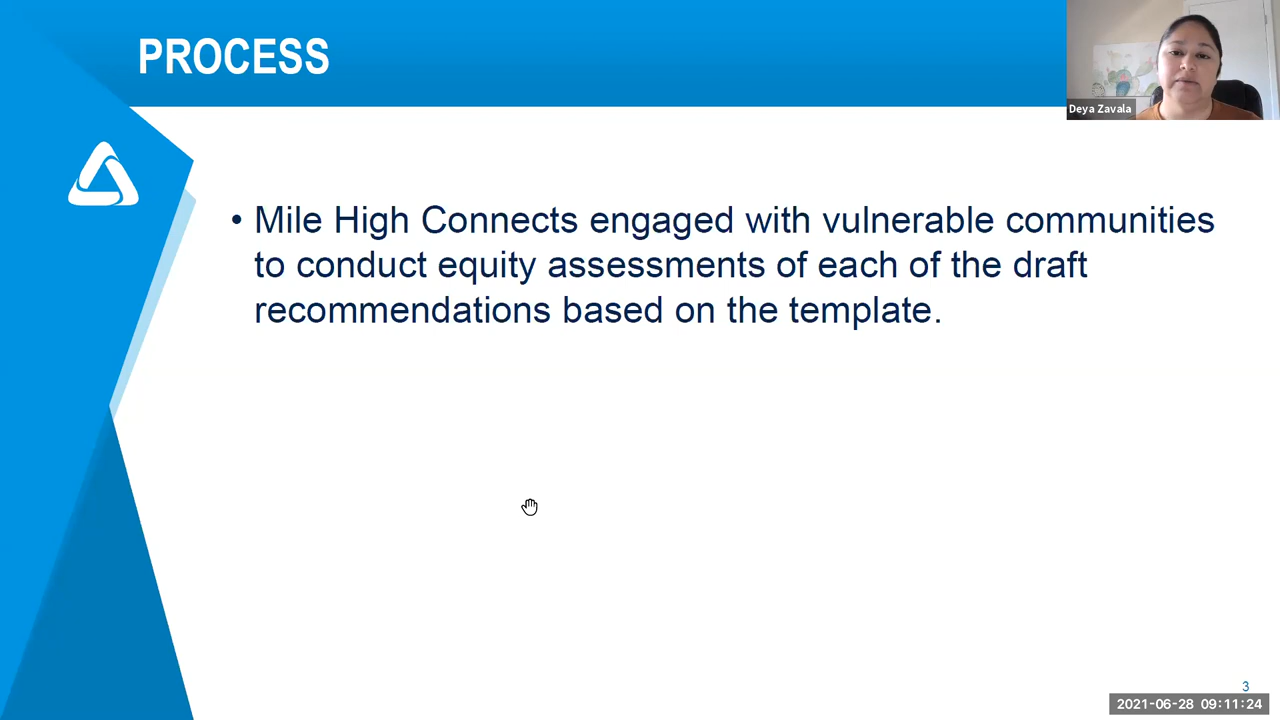 PROCESS
Deya Zavala
• Mile High Connects engaged with vulnerable communities
to conduct equity assessments of each of the draft
recommendations based on the template.
3
2021-06-28 09:11:24